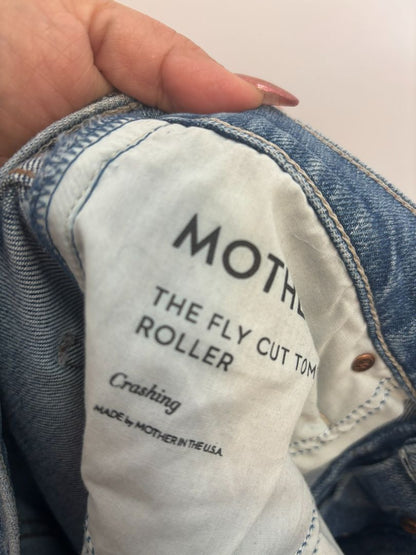 MOTHE
THE FLY CUT TOM
ROLLER
Crashing
MADE by MOTHER IN THE U.S.A.